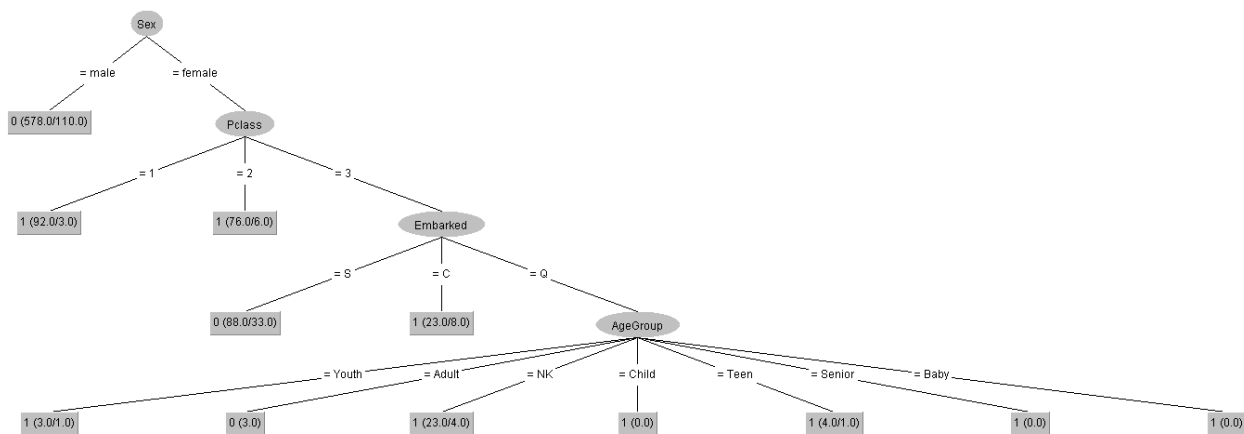 Sex
= male
= female
0 (578.0/110.0)
Pclass
= 1
= 2
= 3
1 (92.0/3.0)
1 (76.0/6.0)
Embarked
= S
= C
= Q
0 (88.0/33.0)
1 (23.0/8.0)
AgeGroup
= Youth
= Adult
= NK
= Child
= Teen
= Senior
= Baby
1 (3.0/1.0)
0 (3.0)
1 (23.0/4.0)
1 (0.0)
1 (4.0/1.0)
1 (0.0)
1 (0.0)